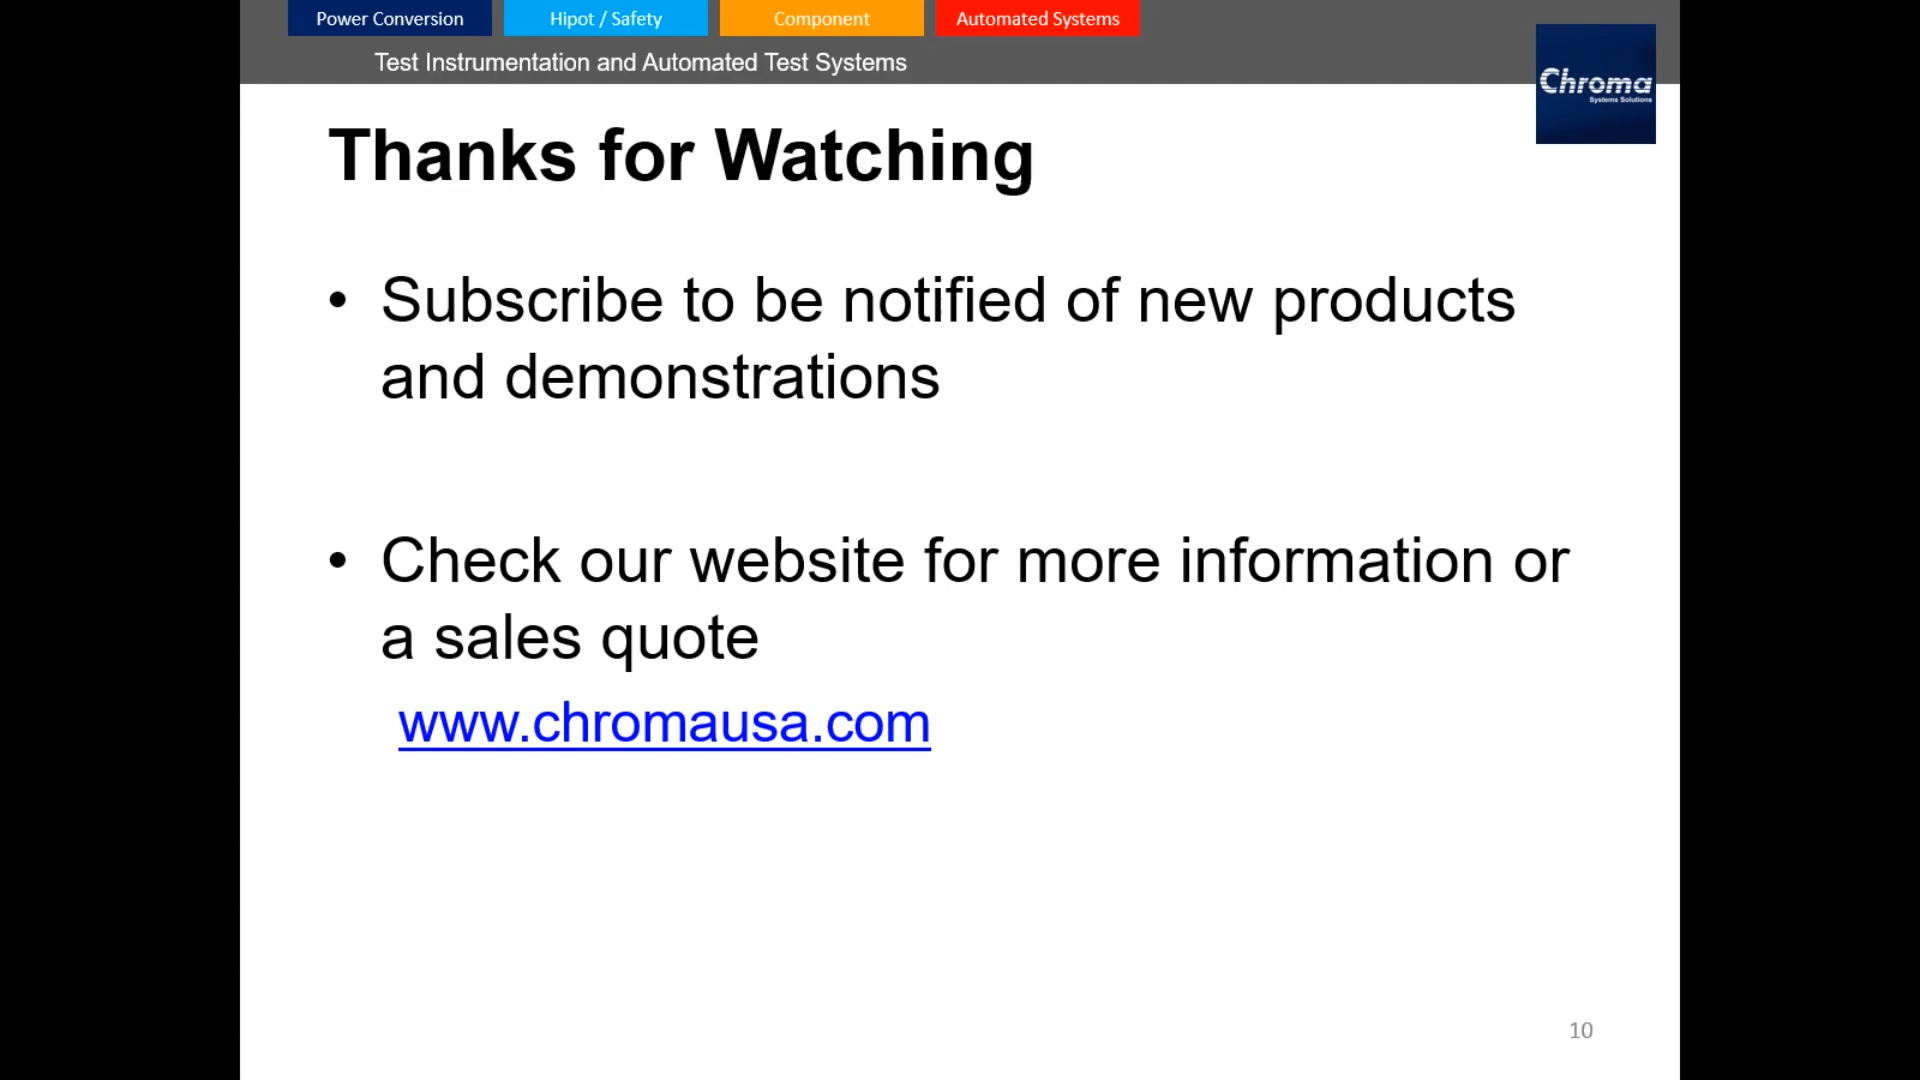 Power Conversion
Hipot / Safety
Component
Automated Systems
Test Instrumentation and Automated Test Systems
Chroma
Systems Solutions
Thanks for Watching
• Subscribe to be notified of new products
and demonstrations
• Check our website for more information or
a sales quote
www.chromausa.com
10